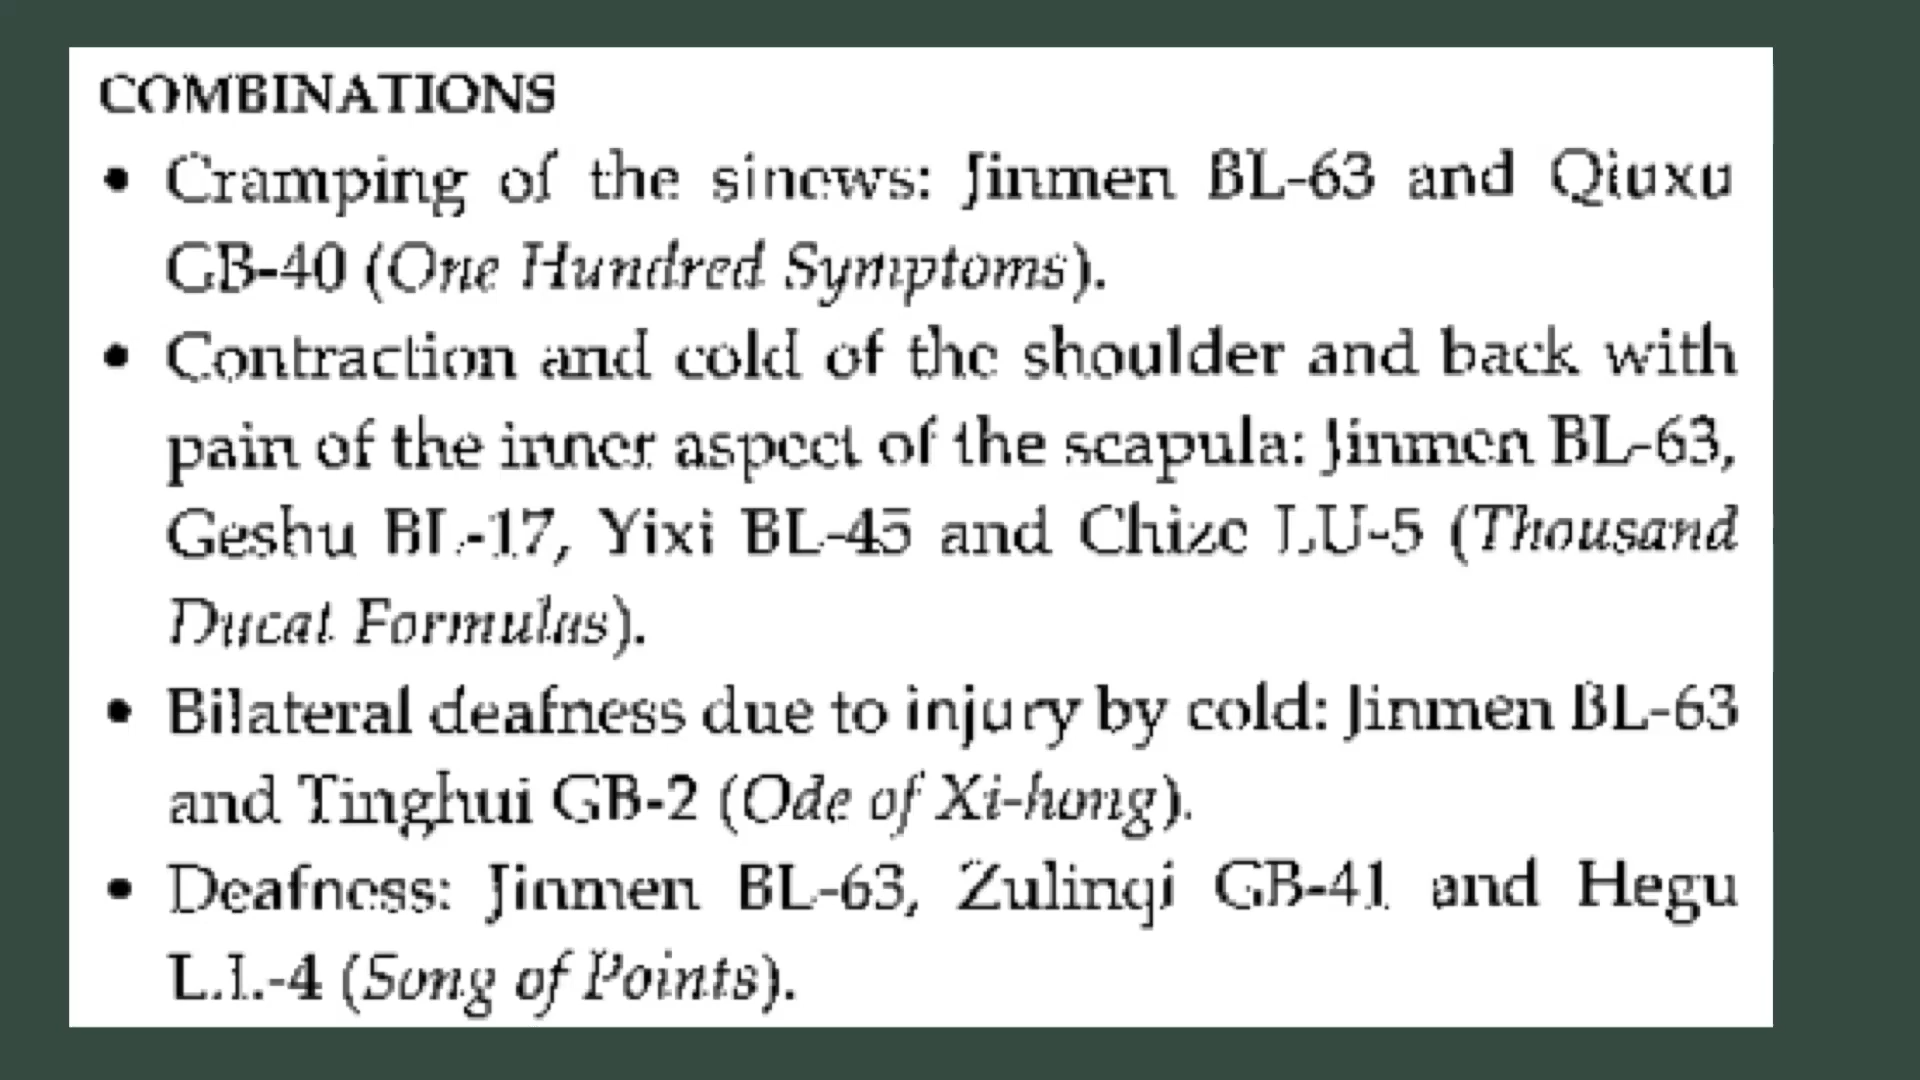 COMBINATIONS
• Cramping of the sinews: Jinmen BL-63 and Qiuxu
GB-40 (One Hundred Symptoms).
• Contraction and cold of the shoulder and back with
pain of the inner aspect of the scapula: Jinmen BL-63,
Geshu BL-17, Yixi BL-45 and Chize LU-5 (Thousand
Ducat Formulas).
• Bilateral deafness due to injury by cold: Jinmen BL-63
and Tinghui GB-2 (Ode of Xi-hong).
• Deafness: Jinmen BL-63, Zulinqi GB-41 and Hegu
L.I.-4 (Song of Points).